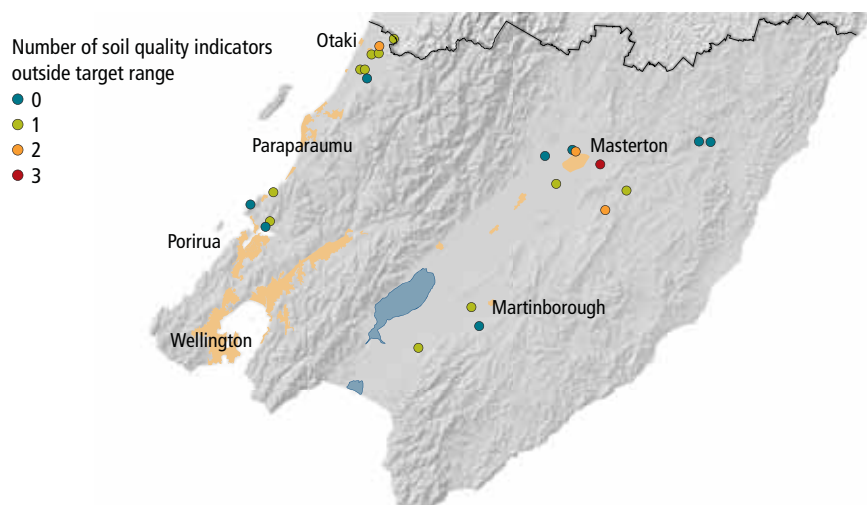 Number of soil quality indicators
outside target range
0
1
2
3
Otaki
Paraparaumu
Masterton
Porirua
Martinborough
Wellington